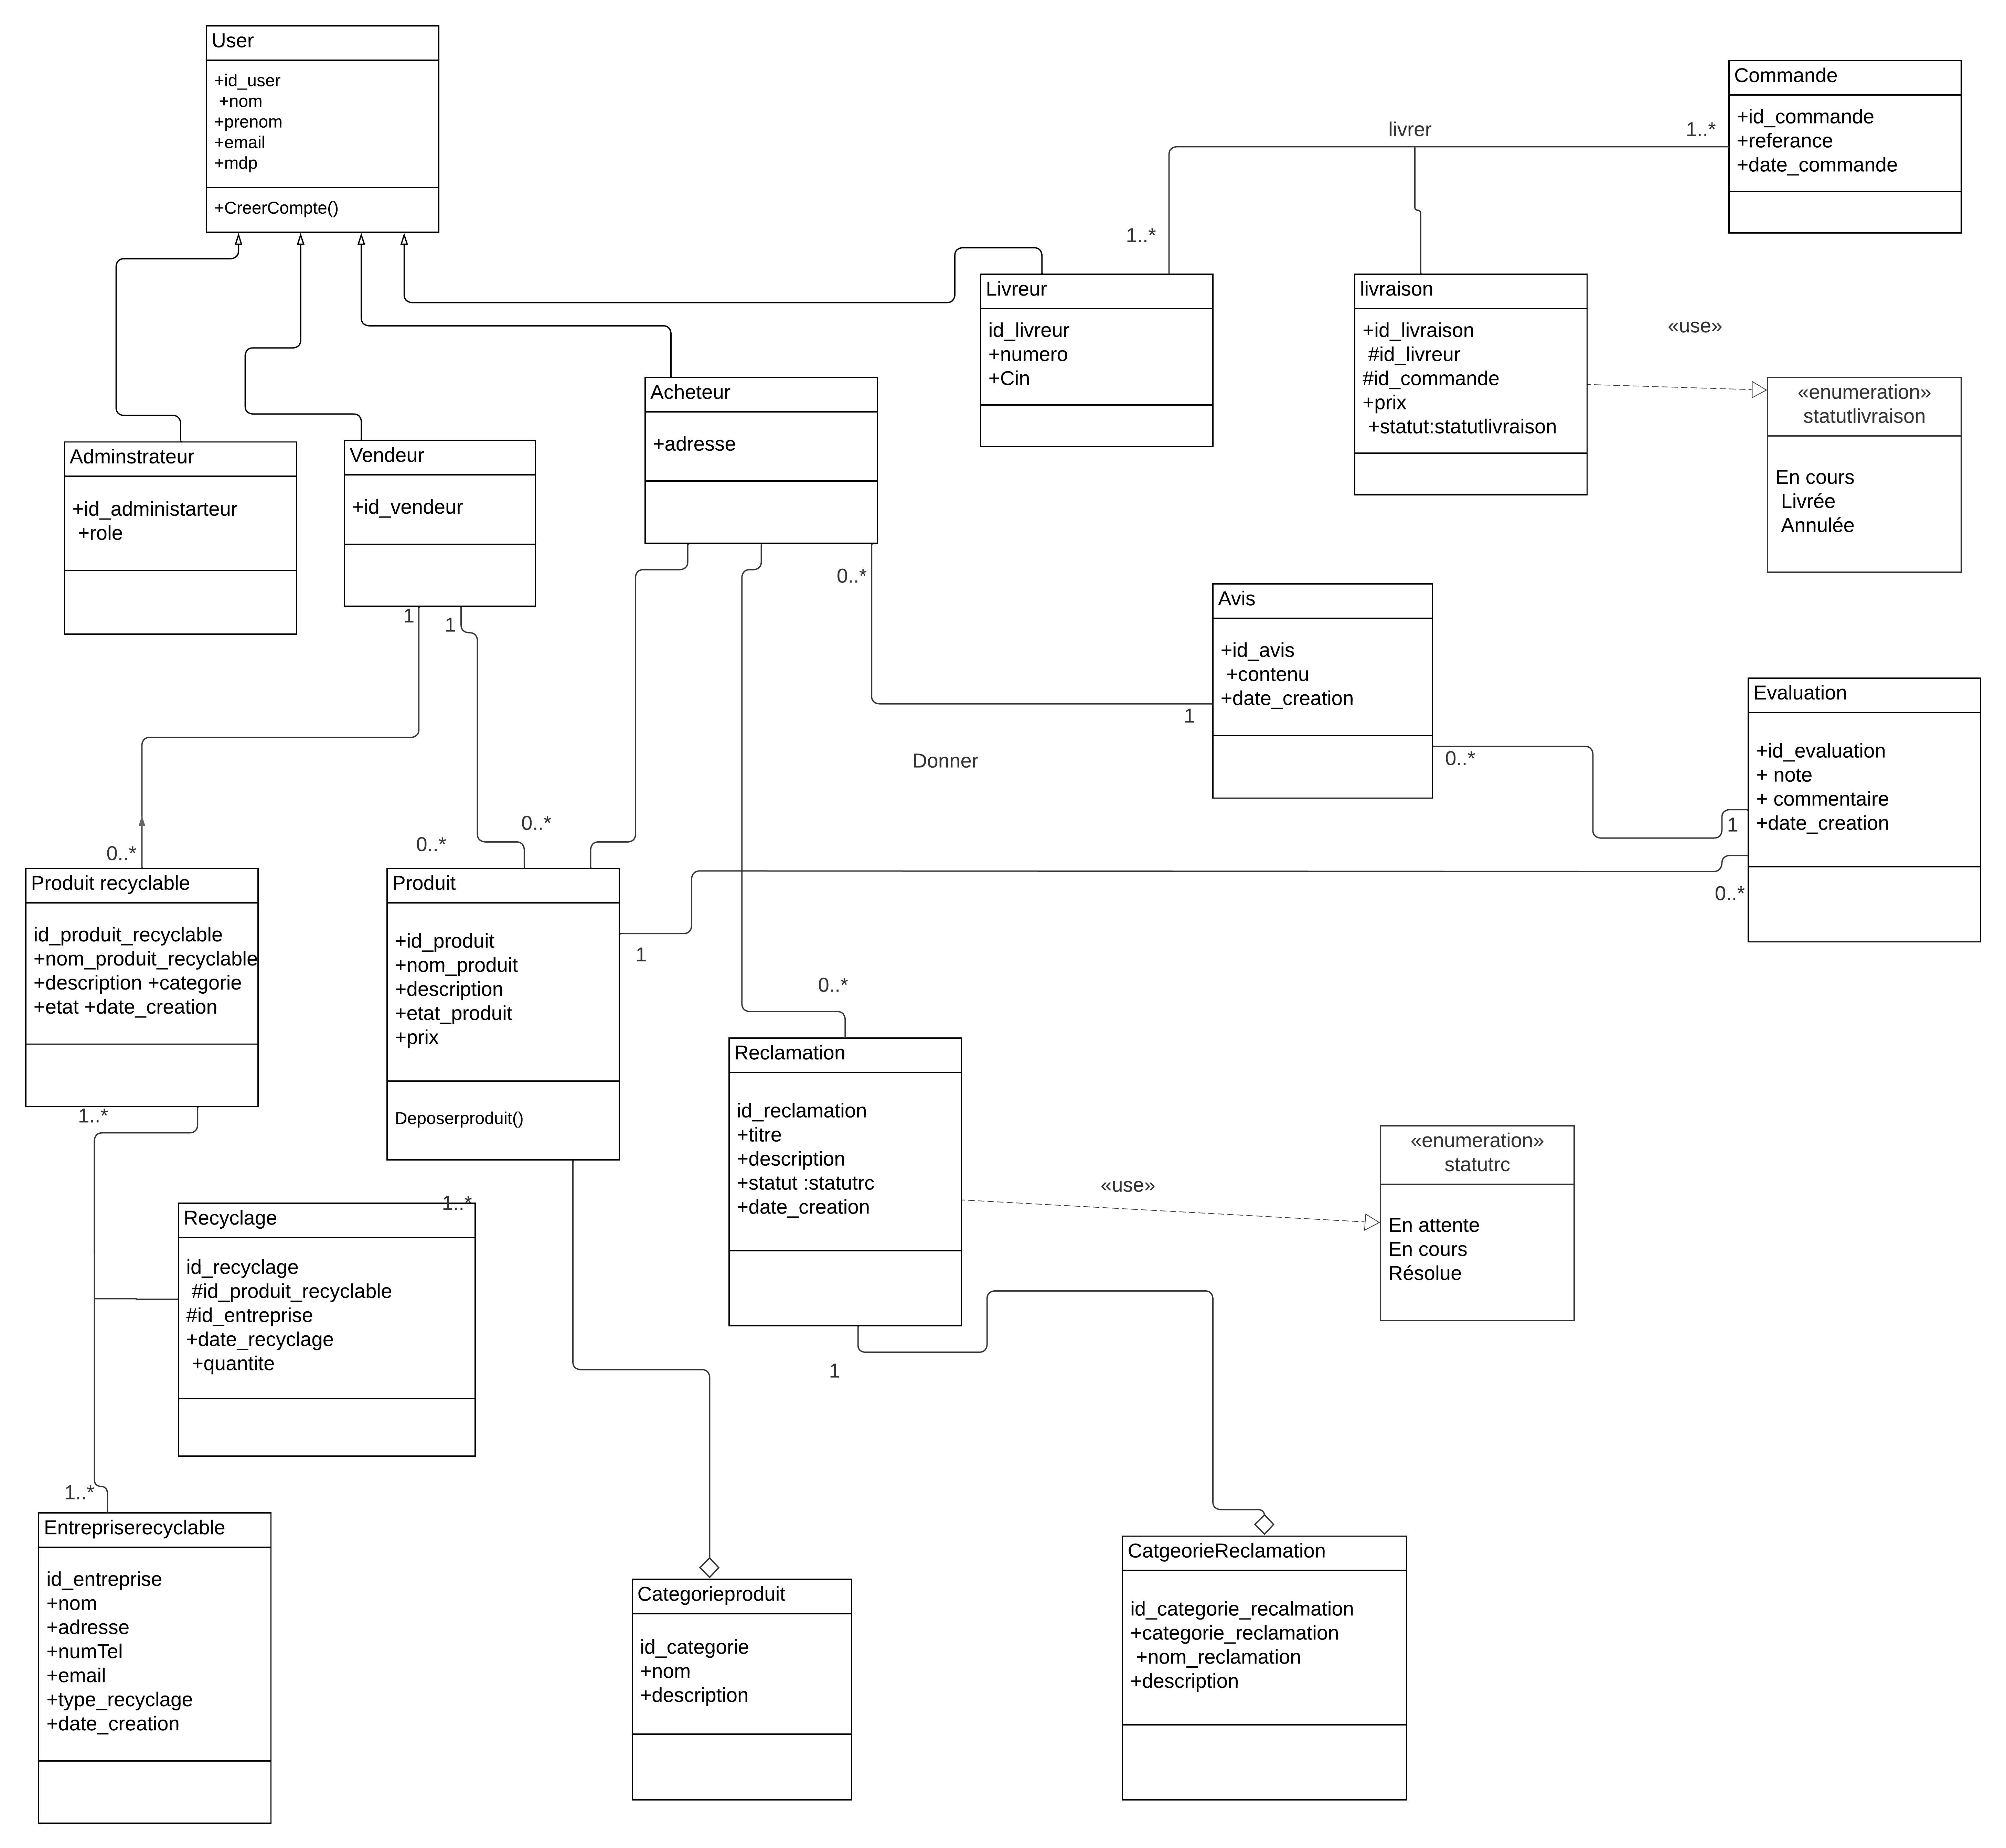 User
+id_user
+nom
+prenom
+email
+mdp
+CreerCompte()
Commande
+id_commande
+referance
+date_commande
livrer
1..*
1..*
Livreur
id_livreur
+numero
+Cin
livraison
+id_livraison
#id_livreur
#id_commande
+prix
+statut:statutlivraison
«use»
«enumeration»
statutlivraison
En cours
Livrée
Annulée
Acheteur
+adresse
Adminstrateur
+id_administarteur
+role
Vendeur
+id_vendeur
1
1
0..*
Avis
+id_avis
+contenu
+date_creation
1
Donner
0..*
Evaluation
+id_evaluation
+ note
+ commentaire
+date_creation
1
0..*
0..*
0..*
0..*
Produit recyclable
id_produit_recyclable
+nom_produit_recyclable
+description +categorie
+etat +date_creation
1..*
Produit
+id_produit
+nom_produit
+description
+etat_produit
+prix
Deposerproduit()
1
0..*
1..*
Reclamation
id_reclamation
+titre
+description
+statut :statutrc
+date_creation
1
«use»
«enumeration»
statutrc
En attente
En cours
Résolue
Recyclage
id_recyclage
#id_produit_recyclable
#id_entreprise
+date_recyclage
+quantite
1..*
Entrepriserecyclable
id_entreprise
+nom
+adresse
+numTel
+email
+type_recyclage
+date_creation
Categorieproduit
id_categorie
+nom
+description
CatgeorieReclamation
id_categorie_recalmation
+categorie_reclamation
+nom_reclamation
+description